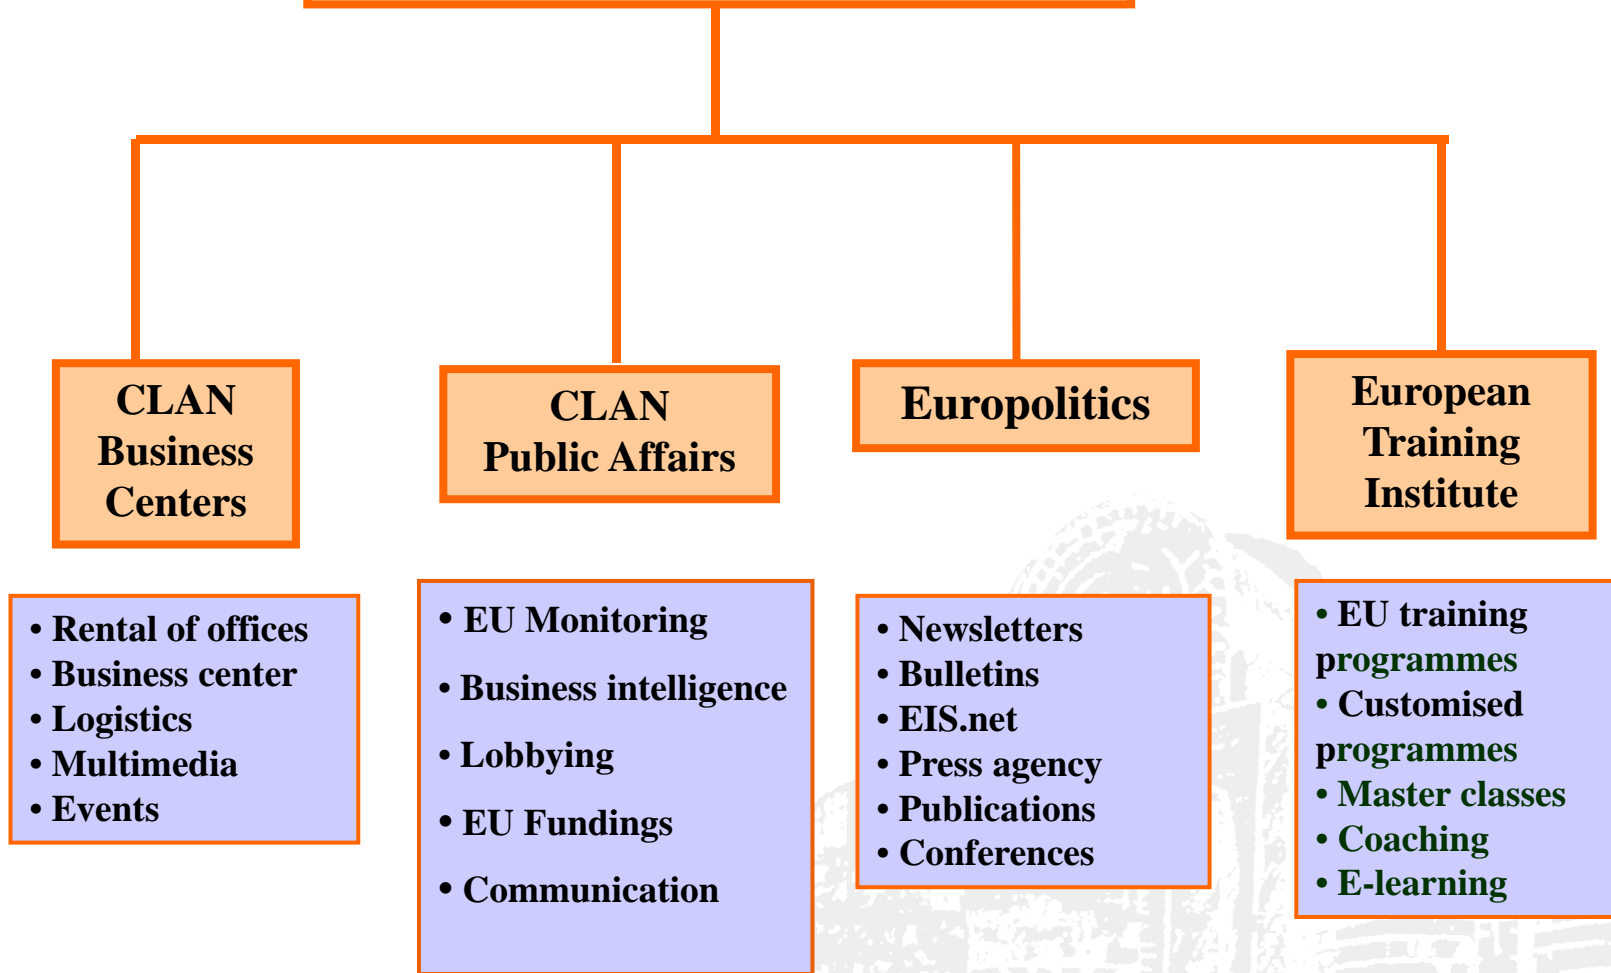 CLAN
Business
Centers
CLAN
Public Affairs
Europolitics
European
Training
Institute
• Rental of offices
• Business center
• Logistics
• Multimedia
• Events
• EU Monitoring
• Business intelligence
• Lobbying
• EU Fundings
• Communication
• Newsletters
• Bulletins
• EIS.net
• Press agency
• Publications
• Conferences
• EU training
programmes
• Customised
programmes
• Master classes
• Coaching
• E-learning